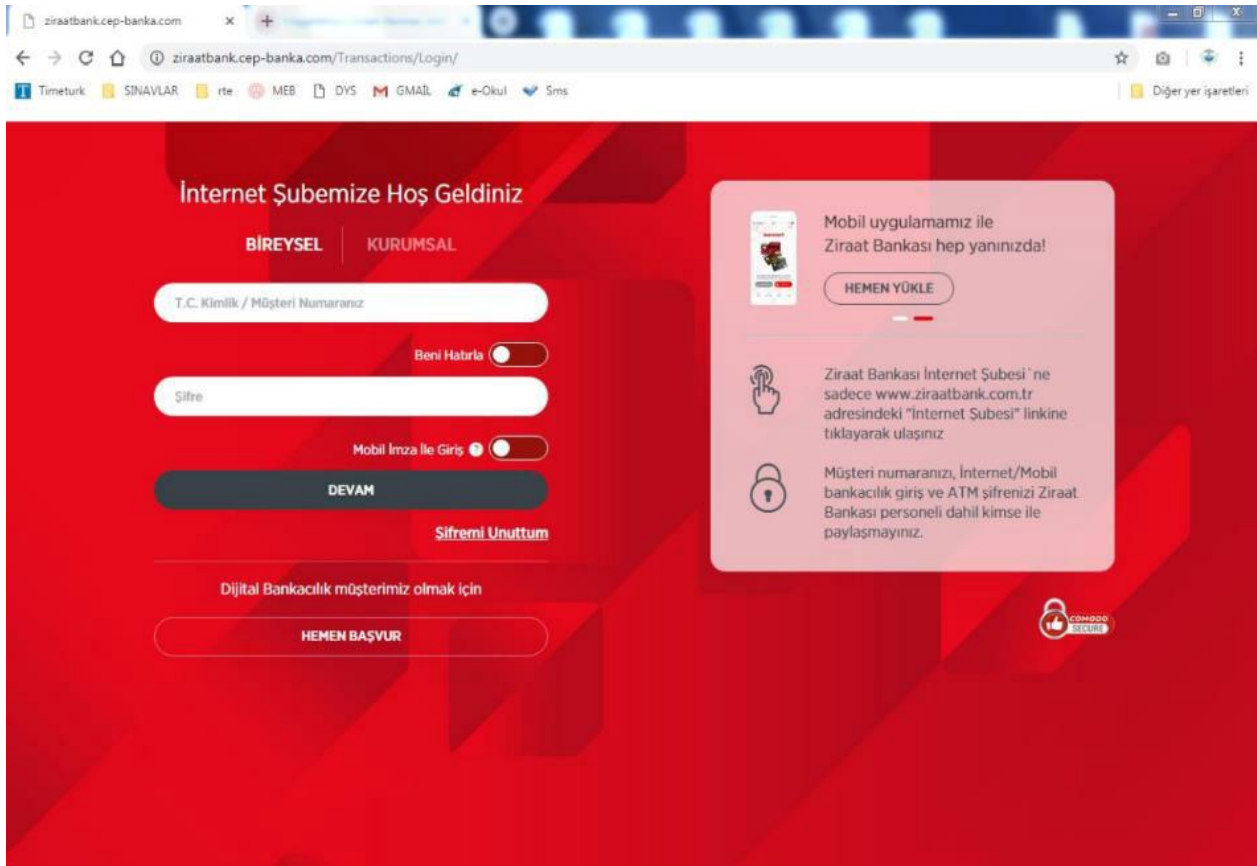 ziraatbank.cep-banka.com
ziraatbank.cep-banka.com/Transactions/Login/
Timeturk SINAVLAR rte MEB DYS GMAİL e-Okul Sms Diğer yer işaretleri
İnternet Şubemize Hoş Geldiniz
BİREYSEL KURUMSAL
T.C. Kimlik / Müşteri Numaranız
Beni Hatırla
Şifre
Mobil İmza İle Giriş ?
DEVAM
Şifremi Unuttum
Dijital Bankacılık müşterimiz olmak için
HEMEN BAŞVUR
Mobil uygulamamız ile
Ziraat Bankası hep yanınızda!
HEMEN YÜKLE
Ziraat Bankası İnternet Şubesi`ne
sadece www.ziraatbank.com.tr
adresindeki "İnternet Şubesi" linkine
tıklayarak ulaşınız
Müşteri numaranızı, İnternet/Mobil
bankacılık giriş ve ATM şifrenizi Ziraat
Bankası personeli dahil kimse ile
paylaşmayınız.
COMODO
SECURE